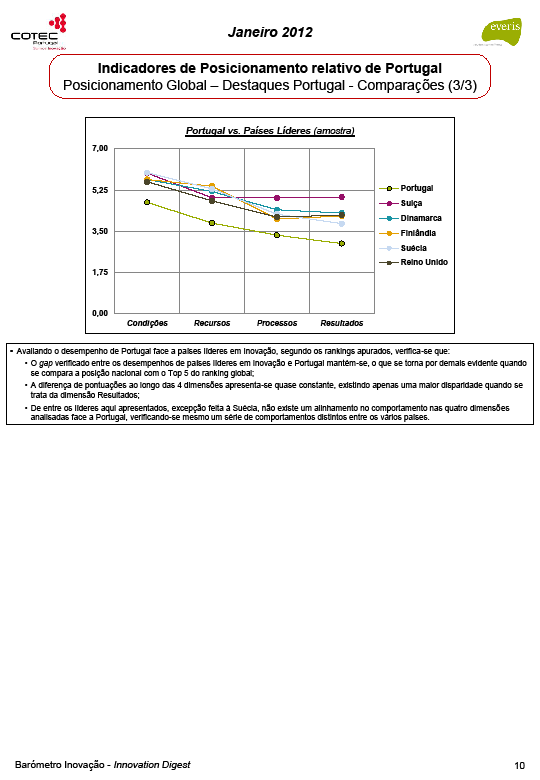 COTEC
Portugal
Janeiro 2012
everis
Indicadores de Posicionamento relativo de Portugal
Posicionamento Global – Destaques Portugal - Comparações (3/3)
Portugal vs. Países Líderes (amostra)
7,00
5,25
3,50
1,75
0,00
Condições Recursos Processos Resultados
Portugal
Suiça
Dinamarca
Finlândia
Suécia
Reino Unido
• Avaliando o desempenho de Portugal face a países líderes em inovação, segundo os rankings apurados, verifica-se que:
• O gap verificado entre os desempenhos de países líderes em inovação e Portugal mantém-se, o que se torna por demais evidente quando
se compara a posição nacional com o Top 5 do ranking global;
• A diferença de pontuações ao longo das 4 dimensões apresenta-se quase constante, existindo apenas uma maior disparidade quando se
trata da dimensão Resultados;
• De entre os líderes aqui apresentados, excepção feita à Suécia, não existe um alinhamento no comportamento nas quatro dimensões
analisadas face a Portugal, verificando-se mesmo um série de comportamentos distintos entre os vários países.
Barómetro Inovação - Innovation Digest
10